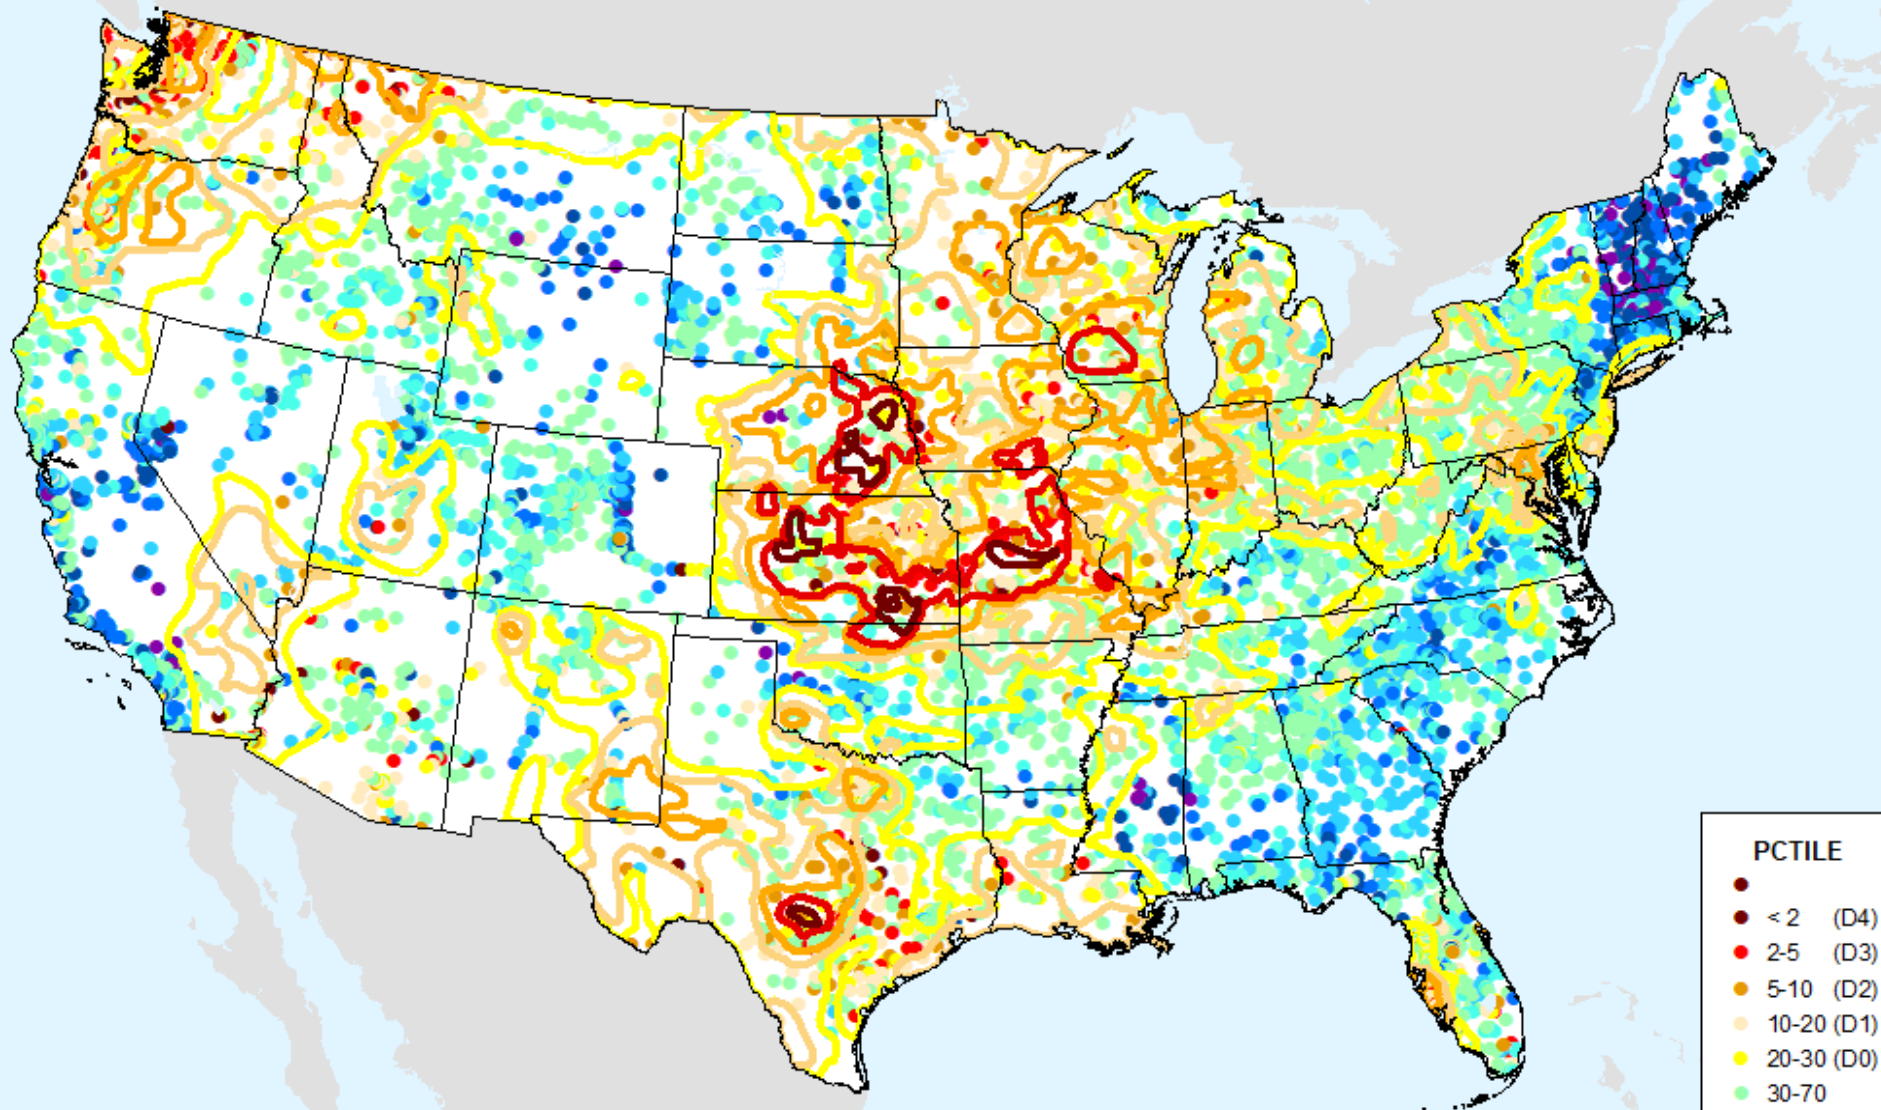 PCTILE
< 2 (D4)
2-5 (D3)
5-10 (D2)
10-20 (D1)
20-30 (D0)
30-70